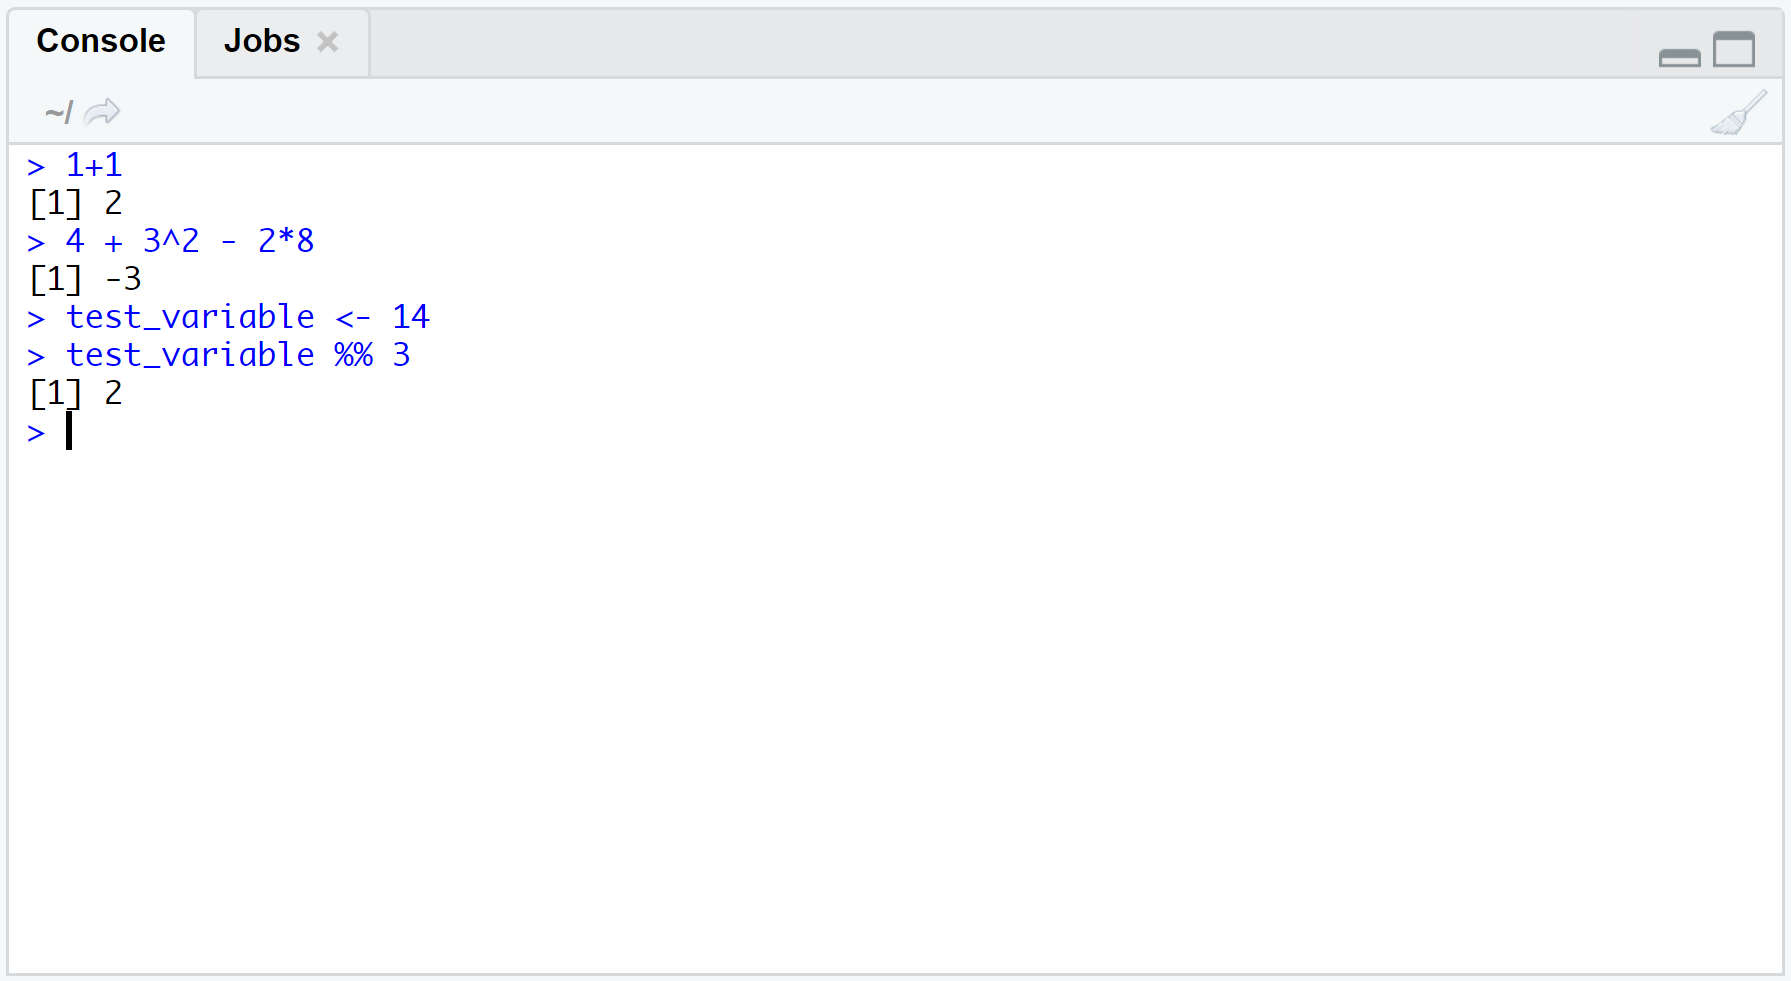 Console Jobs
~/
> 1+1
[1] 2
> 4 + 3^2 - 2*8
[1] -3
> test_variable <- 14
> test_variable %% 3
[1] 2
>